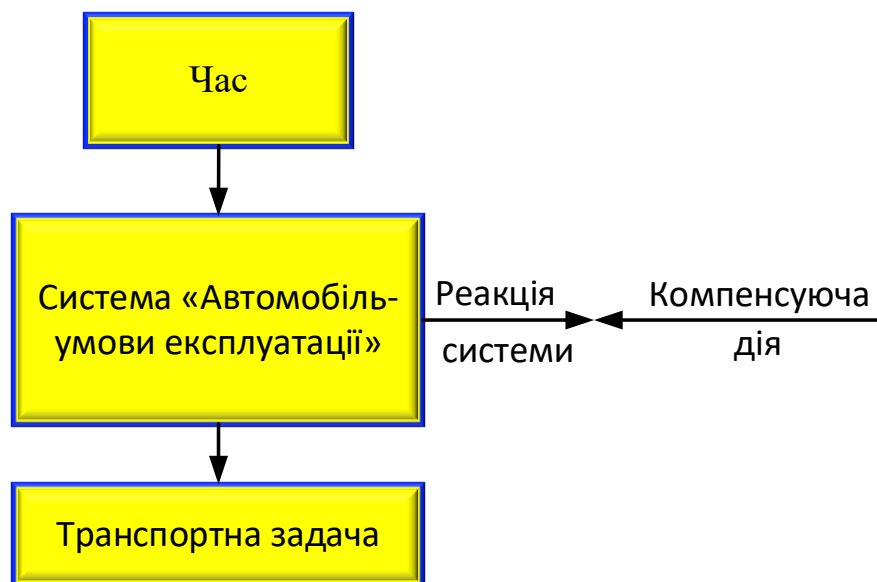 Час
Система «Автомобіль-
умови експлуатації»
Реакція
системи
Компенсуюча
дія
Транспортна задача